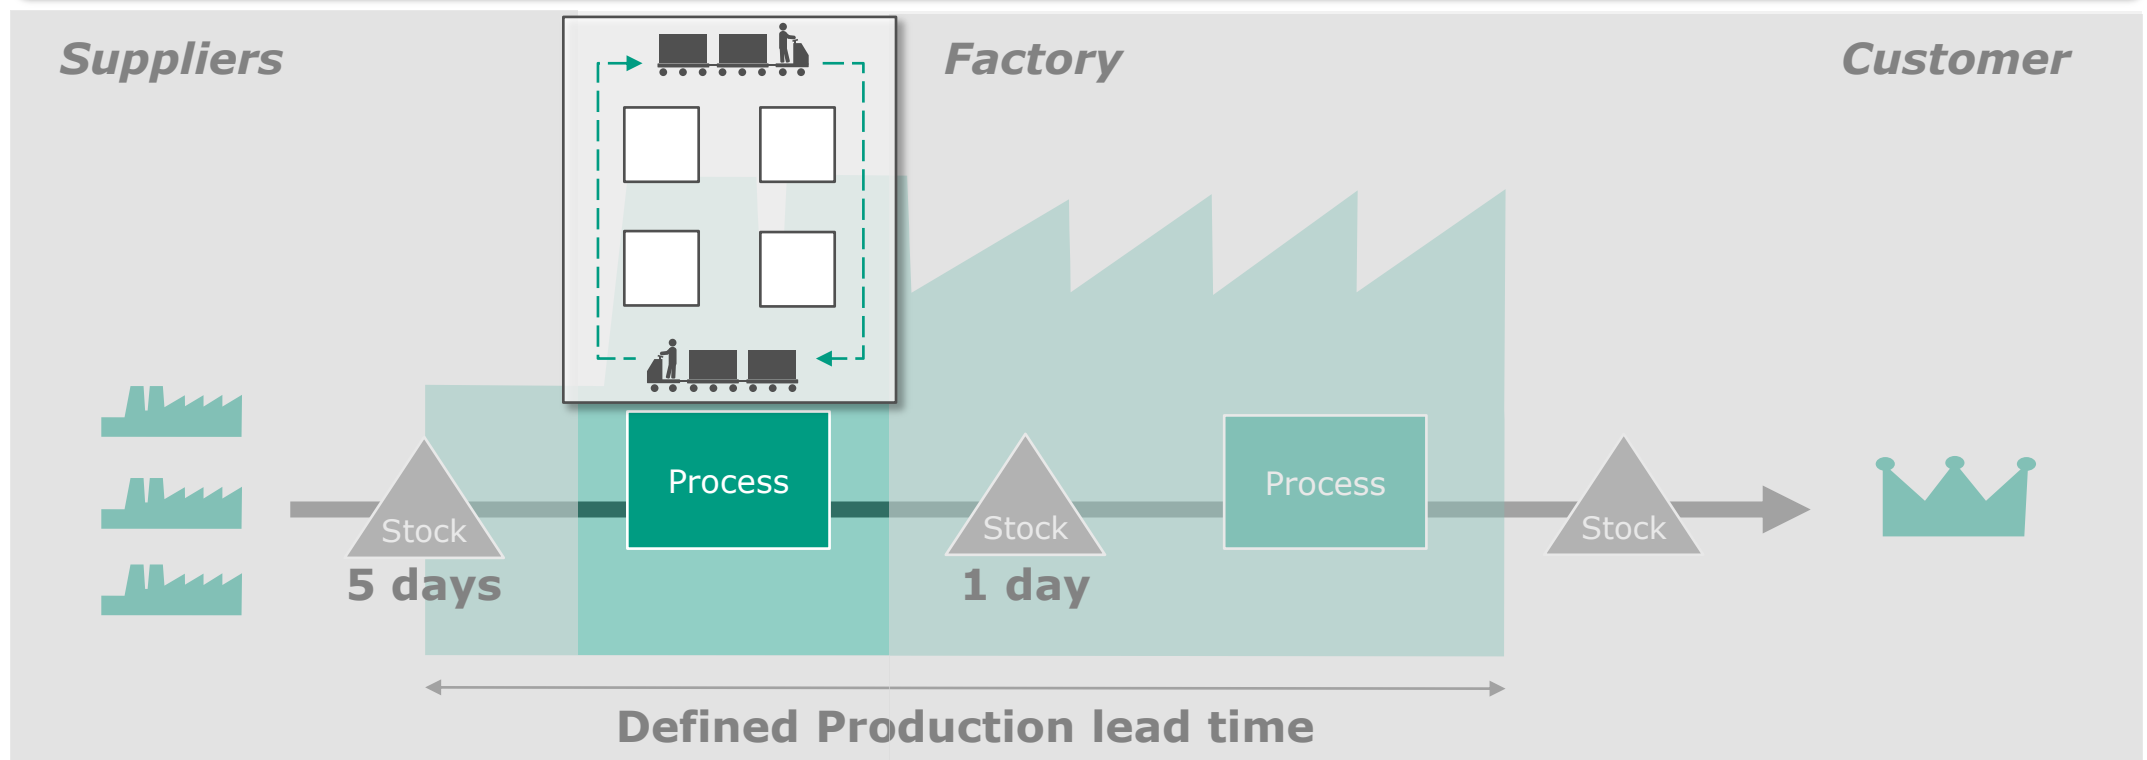 Suppliers
Factory
Customer
Process
Process
Stock
Stock
Stock
5 days
1 day
Defined Production lead time